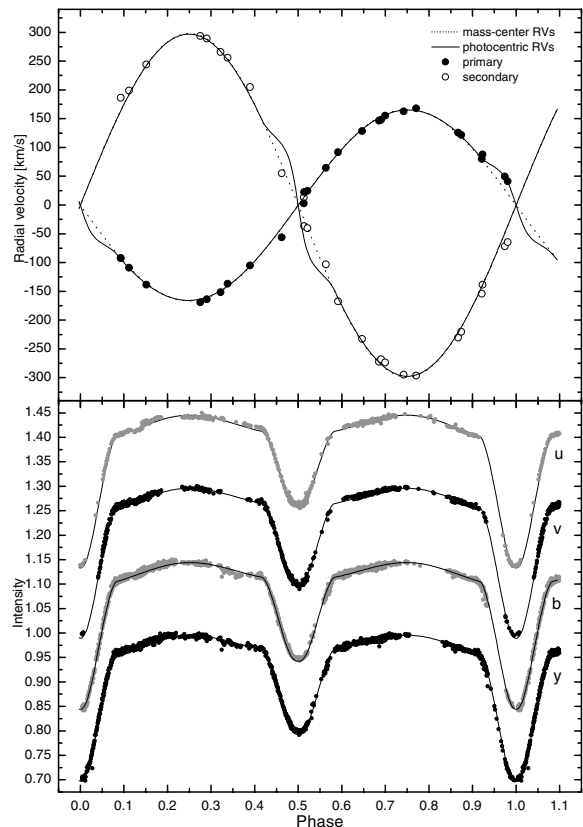 300
250
200
150
100
50
0
-50
-100
-150
-200
-250
-300
Radial velocity [km/s]
mass-center RVs
photocentric RVs
primary
secondary
1.45
1.40
1.35
1.30
1.25
1.20
1.15
1.10
1.05
1.00
0.95
0.90
0.85
0.80
0.75
0.70
Intensity
u
v
b
y
0.0 0.1 0.2 0.3 0.4 0.5 0.6 0.7 0.8 0.9 1.0 1.1
Phase